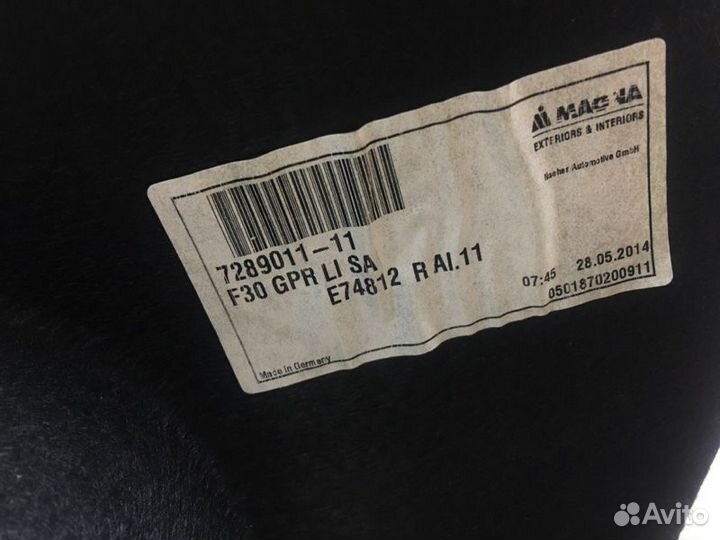 MAGNA
EXTERIORS & INTERIORS
Automotive GmbH
7289011-11
F30 GPR LI SA
E74812 R AI.11
07:45 28.05.2014
0501870200911
Made in Germany
Avito